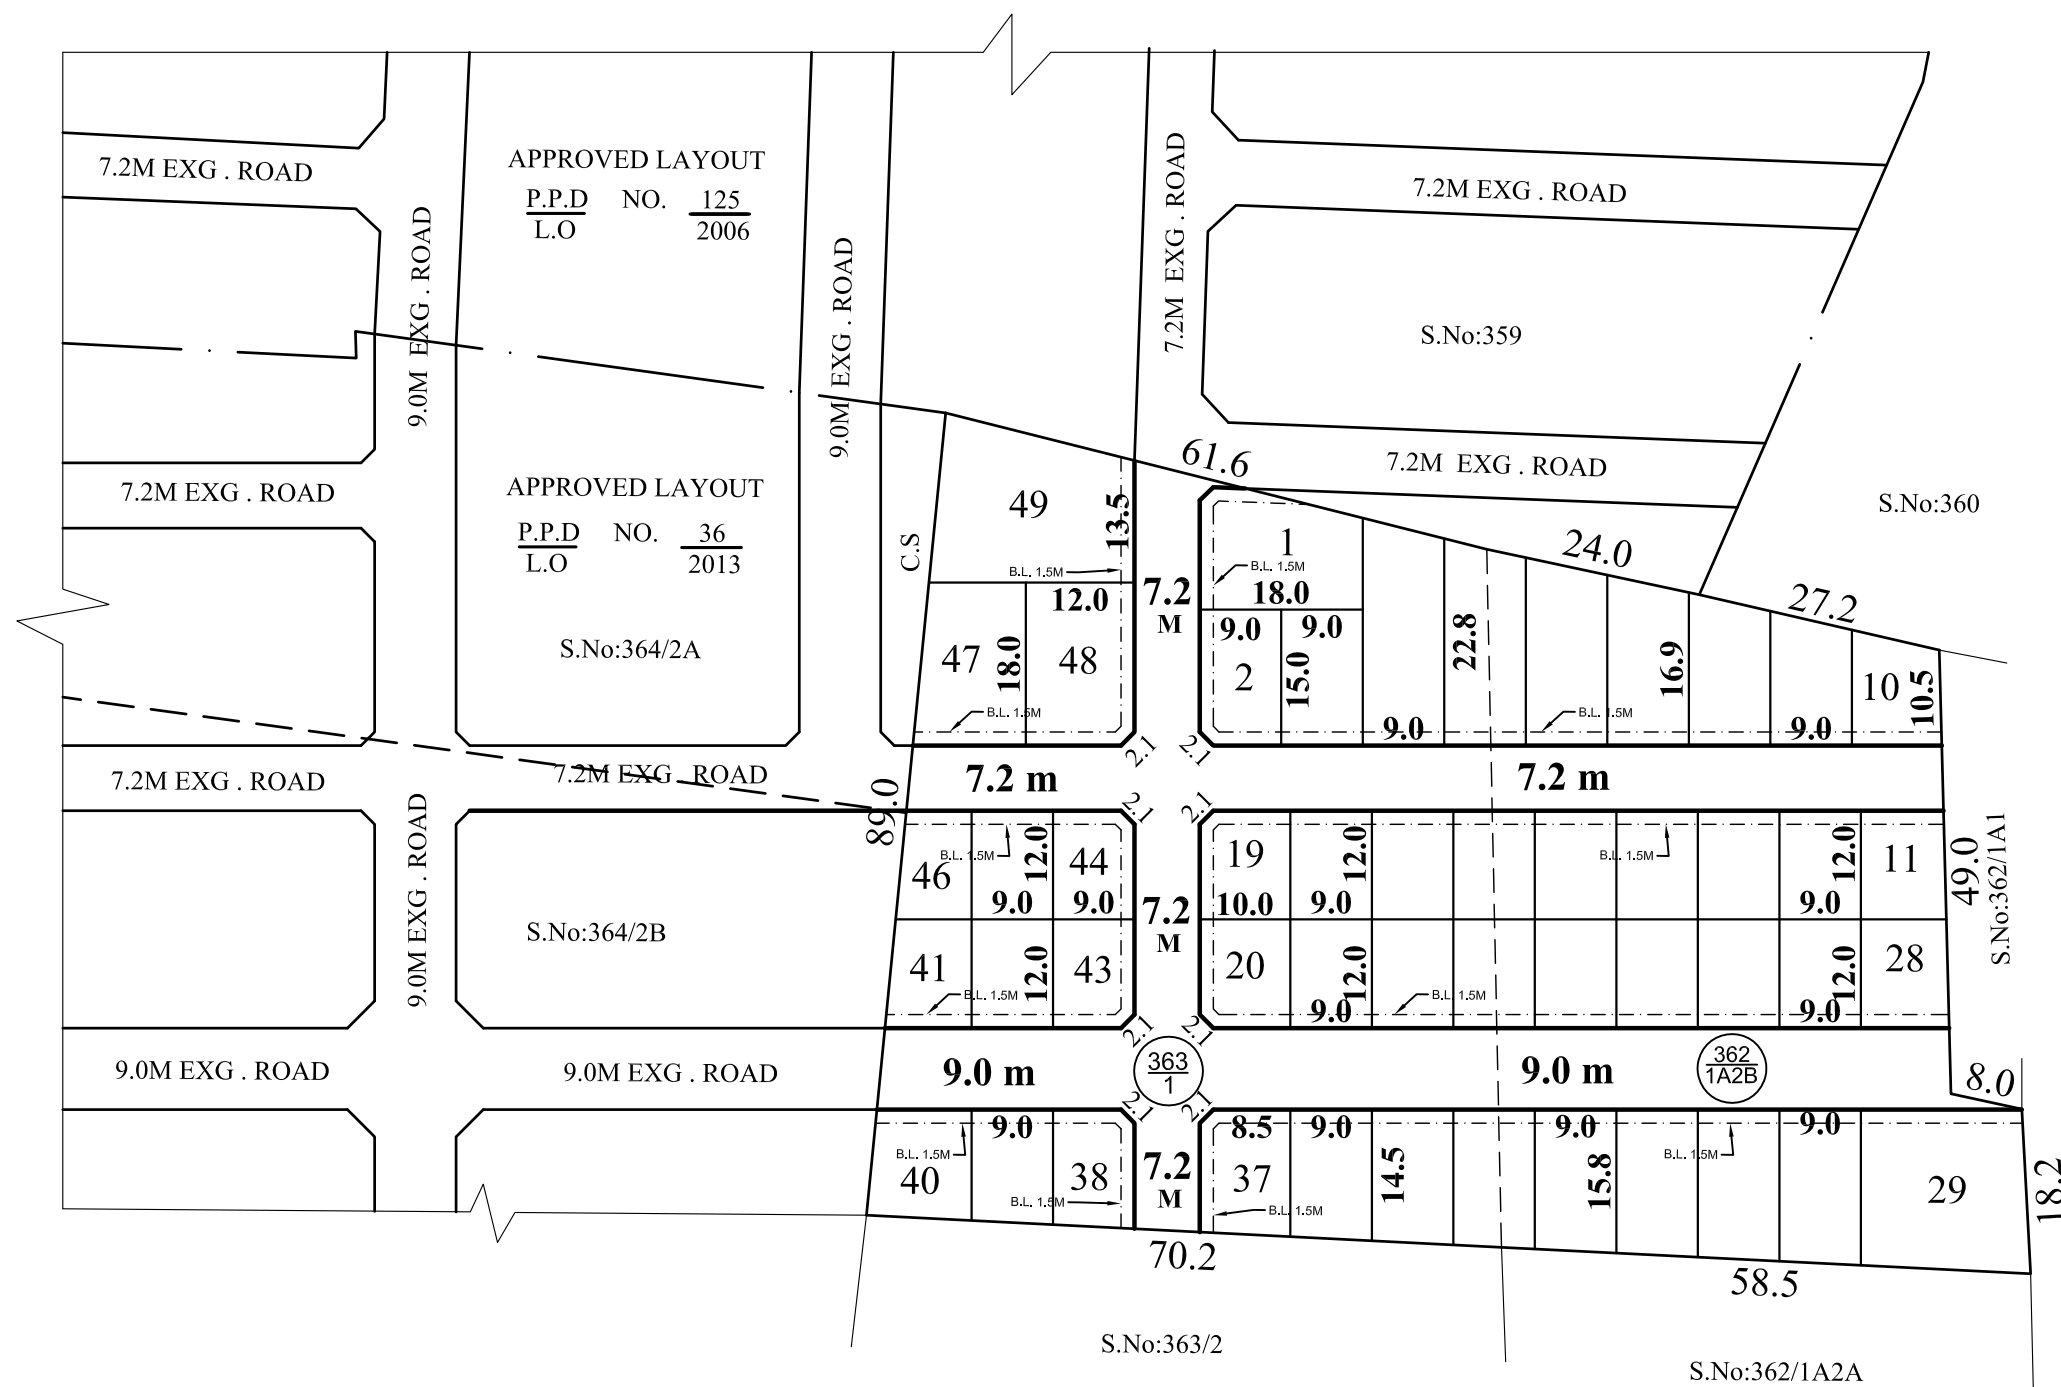 7.2M EXG . ROAD
APPROVED LAYOUT
P.P.D NO. 125
L.O 2006
9.0M EXG . ROAD
9.0M EXG . ROAD
7.2M EXG . ROAD
7.2M EXG . ROAD
S.No:359
S.No:360
7.2M EXG . ROAD
61.6
24.0
27.2
7.2M EXG . ROAD
APPROVED LAYOUT
P.P.D NO. 36
L.O 2013
S.No:364/2A
C.S
49
13.5
B.L. 1.5M
12.0
47
18.0
48
B.L. 1.5M
7.2
M
1
B.L. 1.5M
18.0
9.0
9.0
2
15.0
22.8
16.9
10
10.5
9.0
B.L. 1.5M
9.0
2.1
2.1
7.2M EXG . ROAD
7.2M EXG . ROAD
7.2 m
7.2 m
2.1
2.1
89.0
9.0M EXG . ROAD
S.No:364/2B
46
B.L. 1.5M
12.0
44
9.0
9.0
7.2
M
19
12.0
10.0
9.0
B.L. 1.5M
12.0
11
9.0
49.0
S.No:362/1A1
41
12.0
43
B.L. 1.5M
20
12.0
9.0
B.L. 1.5M
12.0
28
9.0
2.1
2.1
9.0M EXG . ROAD
9.0M EXG . ROAD
9.0 m
363
1
9.0 m
362
1A2B
8.0
2.1
2.1
9.0
B.L. 1.5M
40
38
B.L. 1.5M
7.2
M
8.5
9.0
37
B.L. 1.5M
14.5
9.0
15.8
B.L. 1.5M
9.0
29
18.2
70.2
58.5
S.No:363/2
S.No:362/1A2A